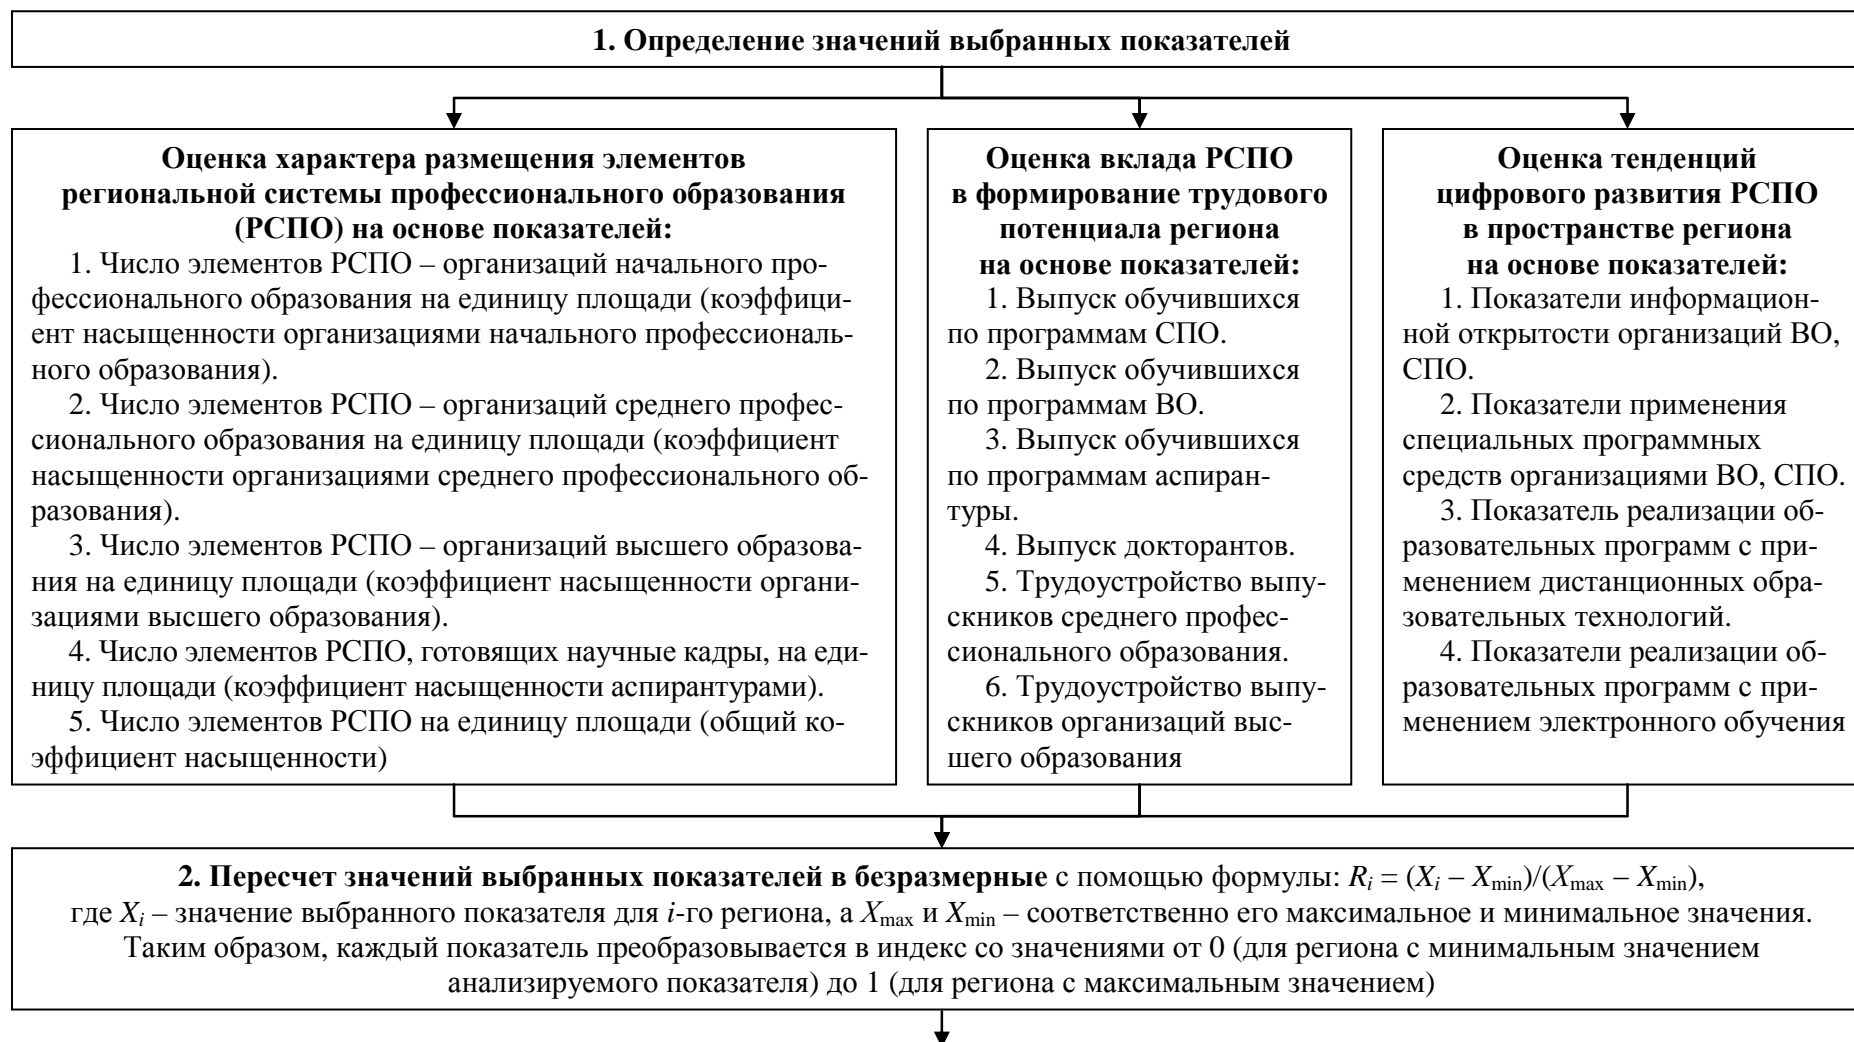 1. Определение значений выбранных показателей
Оценка характера размещения элементов
региональной системы профессионального образования
(РСПО) на основе показателей:
1. Число элементов РСПО – организаций начального про-
фессионального образования на единицу площади (коэффици-
ент насыщенности организациями начального профессиональ-
ного образования).
2. Число элементов РСПО – организаций среднего профес-
сионального образования на единицу площади (коэффициент
насыщенности организациями среднего профессионального об-
разования).
3. Число элементов РСПО – организаций высшего образова-
ния на единицу площади (коэффициент насыщенности органи-
зациями высшего образования).
4. Число элементов РСПО, готовящих научные кадры, на еди-
ницу площади (коэффициент насыщенности аспирантурами).
5. Число элементов РСПО на единицу площади (общий ко-
эффициент насыщенности)
Оценка вклада РСПО
в формирование трудового
потенциала региона
на основе показателей:
1. Выпуск обучившихся
по программам СПО.
2. Выпуск обучившихся
по программам ВО.
3. Выпуск обучившихся
по программам аспиран-
туры.
4. Выпуск докторантов.
5. Трудоустройство выпу-
скников среднего профес-
сионального образования.
6. Трудоустройство выпу-
скников организаций выс-
шего образования
Оценка тенденций
цифрового развития РСПО
в пространстве региона
на основе показателей:
1. Показатели информацион-
ной открытости организаций ВО,
СПО.
2. Показатели применения
специальных программных
средств организациями ВО, СПО.
3. Показатель реализации об-
разовательных программ с при-
менением дистанционных обра-
зовательных технологий.
4. Показатели реализации об-
разовательных программ с при-
менением электронного обучения
2. Пересчет значений выбранных показателей в безразмерные с помощью формулы: Rᵢ = (Xᵢ – Xmin)/(Xmax – Xmin),
где Xᵢ – значение выбранного показателя для i-го региона, а Xmax и Xmin – соответственно его максимальное и минимальное значения.
Таким образом, каждый показатель преобразовывается в индекс со значениями от 0 (для региона с минимальным значением
анализируемого показателя) до 1 (для региона с максимальным значением)